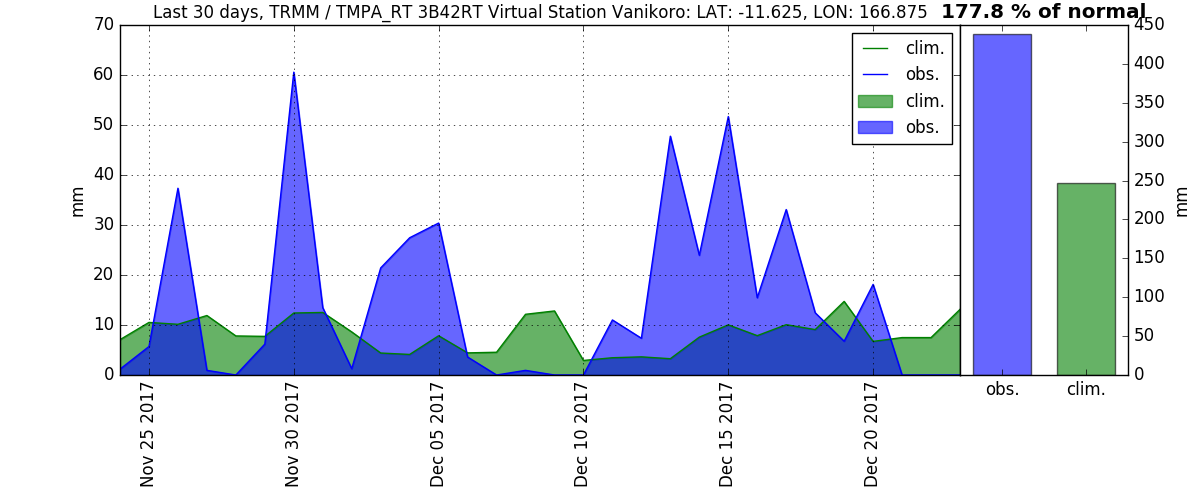 Last 30 days, TRMM / TMPA_RT 3B42RT Virtual Station Vanikoro: LAT: -11.625, LON: 166.875 177.8 % of normal
70
60
50
40
30
20
10
0
mm
clim.
obs.
clim.
obs.
Nov 25 2017
Nov 30 2017
Dec 05 2017
Dec 10 2017
Dec 15 2017
Dec 20 2017
450
400
350
300
250
200
150
100
50
0
mm
obs. clim.